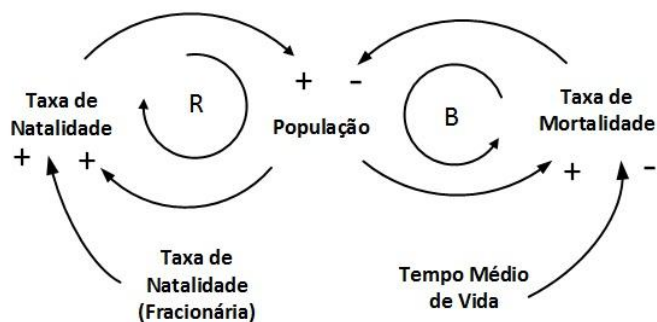 +
-
Taxa de
Natalidade
R
População
B
Taxa de
Mortalidade
+
+
+
-
Taxa de
Natalidade
(Fracionária)
Tempo Médio
de Vida